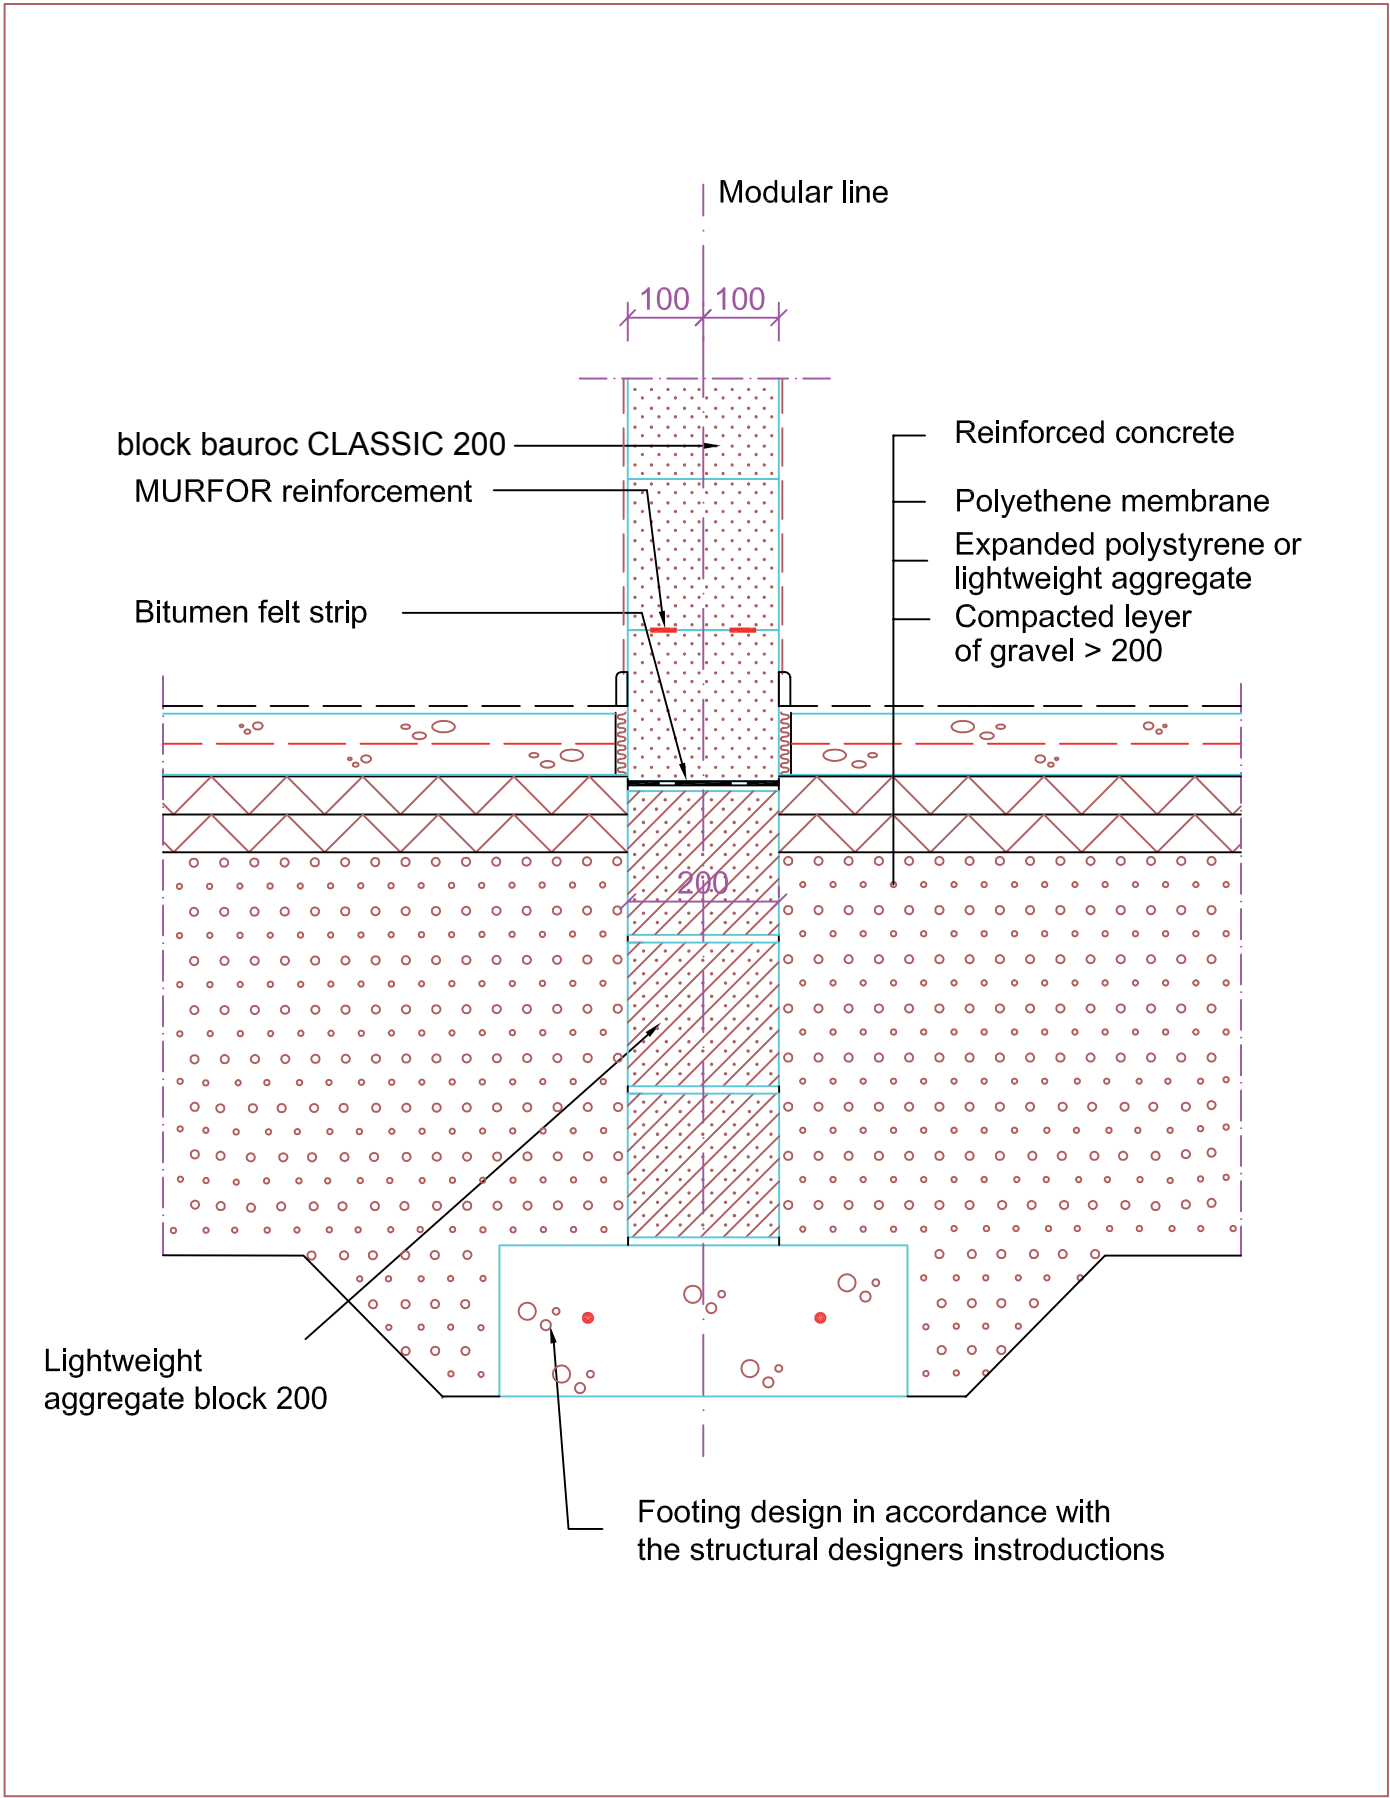 Modular line
100 100
block bauroc CLASSIC 200
MURFOR reinforcement
Bitumen felt strip
Reinforced concrete
Polyethene membrane
Expanded polystyrene or
lightweight aggregate
Compacted leyer
of gravel > 200
200
Lightweight
aggregate block 200
Footing design in accordance with
the structural designers instroductions